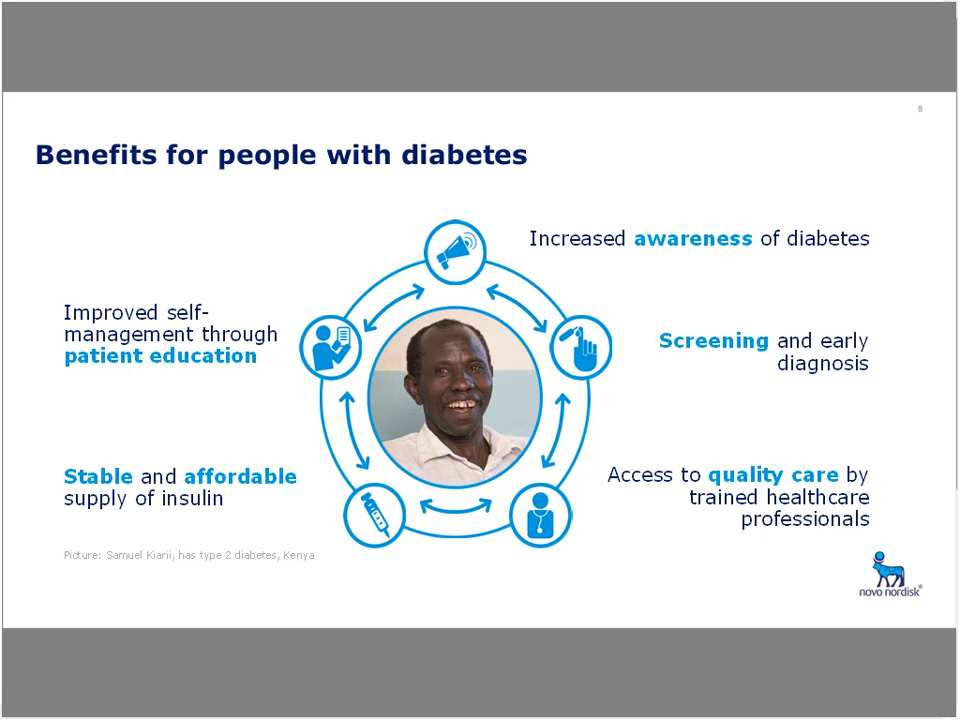 8
Benefits for people with diabetes
Increased awareness of diabetes
Improved self-
management through
patient education
Screening and early
diagnosis
Stable and affordable
supply of insulin
Access to quality care by
trained healthcare
professionals
Picture: Samuel Kiarii, has type 2 diabetes, Kenya
novo nordisk®